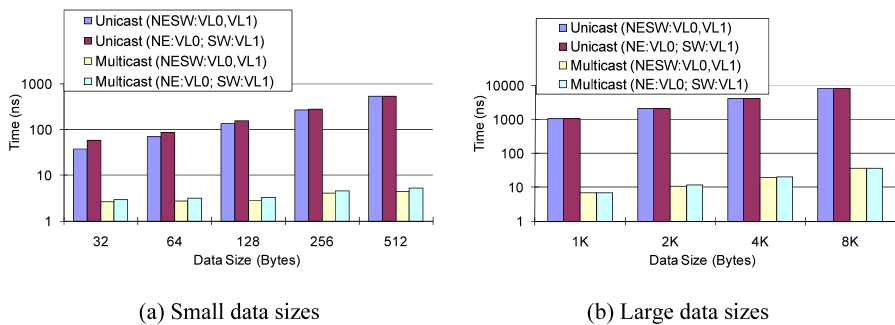 Unicast (NESW:VL0,VL1)
Unicast (NE:VL0; SW:VL1)
Multicast (NESW:VL0,VL1)
Multicast (NE:VL0; SW:VL1)
Time (ns)
1000
100
10
1
32 64 128 256 512
Data Size (Bytes)
(a) Small data sizes
Unicast (NESW:VL0,VL1)
Unicast (NE:VL0; SW:VL1)
Multicast (NESW:VL0,VL1)
Multicast (NE:VL0; SW:VL1)
Time (ns)
10000
1000
100
10
1
1K 2K 4K 8K
Data Size (Bytes)
(b) Large data sizes